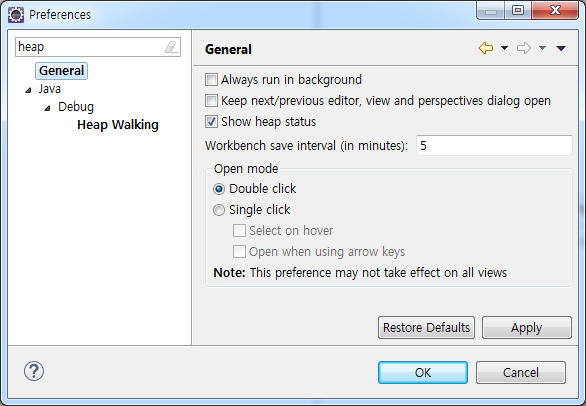 Preferences
heap
General
Java
Debug
Heap Walking
General
Always run in background
Keep next/previous editor, view and perspectives dialog open
Show heap status
Workbench save interval (in minutes): 5
Open mode
Double click
Single click
Select on hover
Open when using arrow keys
Note: This preference may not take effect on all views
Restore Defaults Apply
? OK Cancel